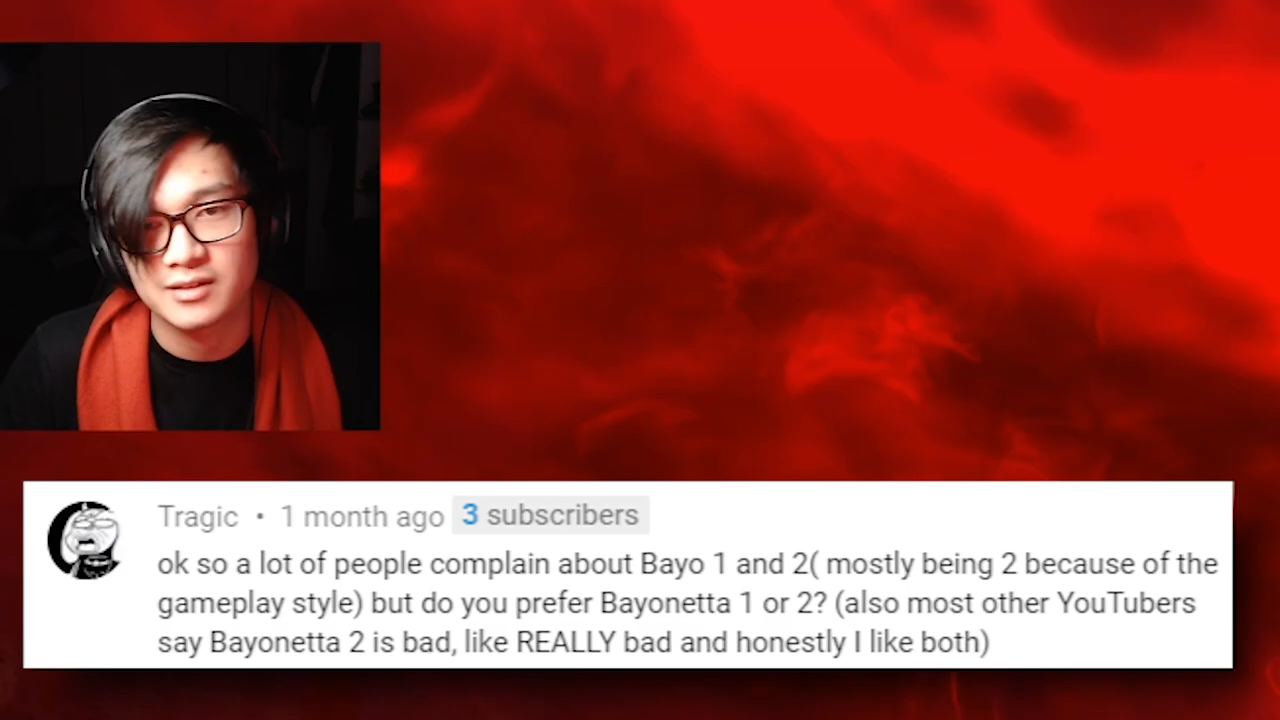 Tragic • 1 month ago 3 subscribers
ok so a lot of people complain about Bayo 1 and 2( mostly being 2 because of the
gameplay style) but do you prefer Bayonetta 1 or 2? (also most other YouTubers
say Bayonetta 2 is bad, like REALLY bad and honestly I like both)